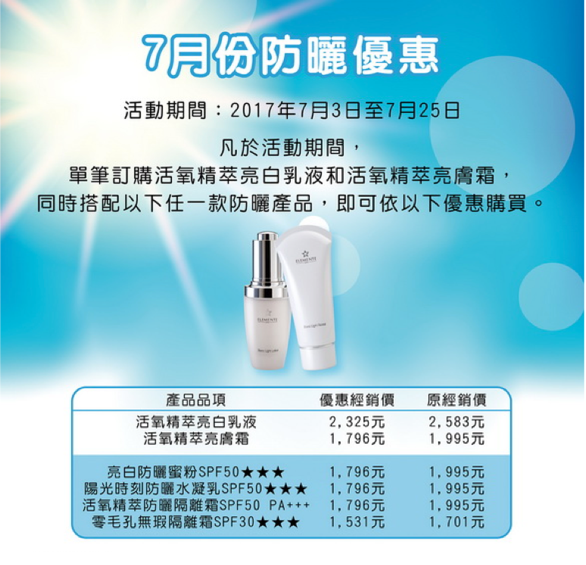 7月份防曬優惠
活動期間：2017年7月3日至7月25日
凡於活動期間，
單筆訂購活氧精萃亮白乳液和活氧精萃亮膚霜，
同時搭配以下任一款防曬產品，即可依以下優惠購買。
產品品項 優惠經銷價 原經銷價
活氧精萃亮白乳液 2,325元 2,583元
活氧精萃亮膚霜 1,796元 1,995元
亮白防曬蜜粉SPF50★★★ 1,796元 1,995元
陽光時刻防曬水凝乳SPF50★★★ 1,796元 1,995元
活氧精萃防曬隔離霜SPF50 PA+++ 1,796元 1,995元
零毛孔無瑕隔離霜SPF30★★★ 1,531元 1,701元